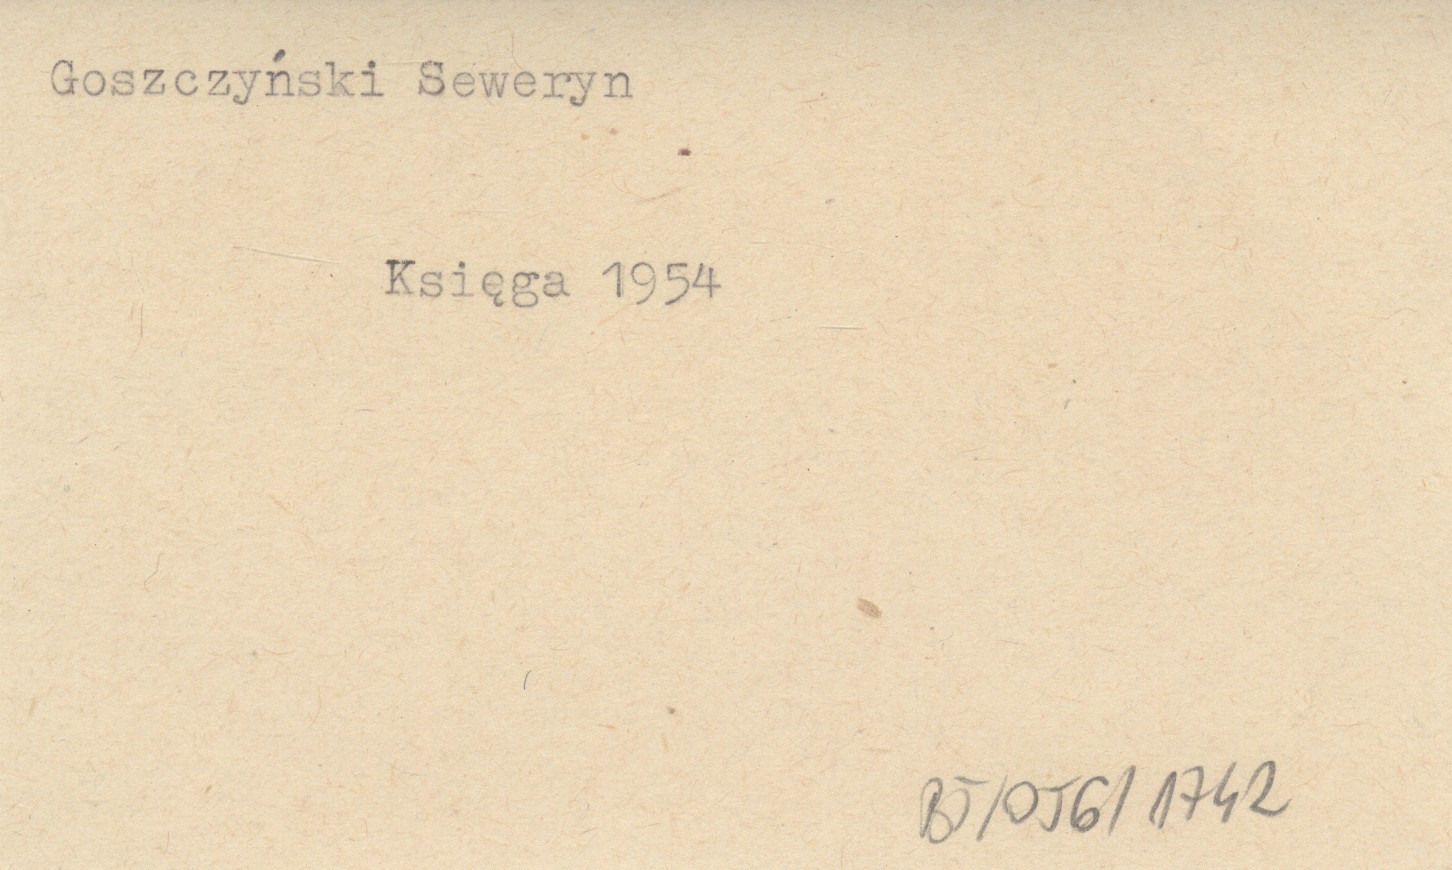 Goszczyński Seweryn
Księga 1954
BJ/OJ6/1742